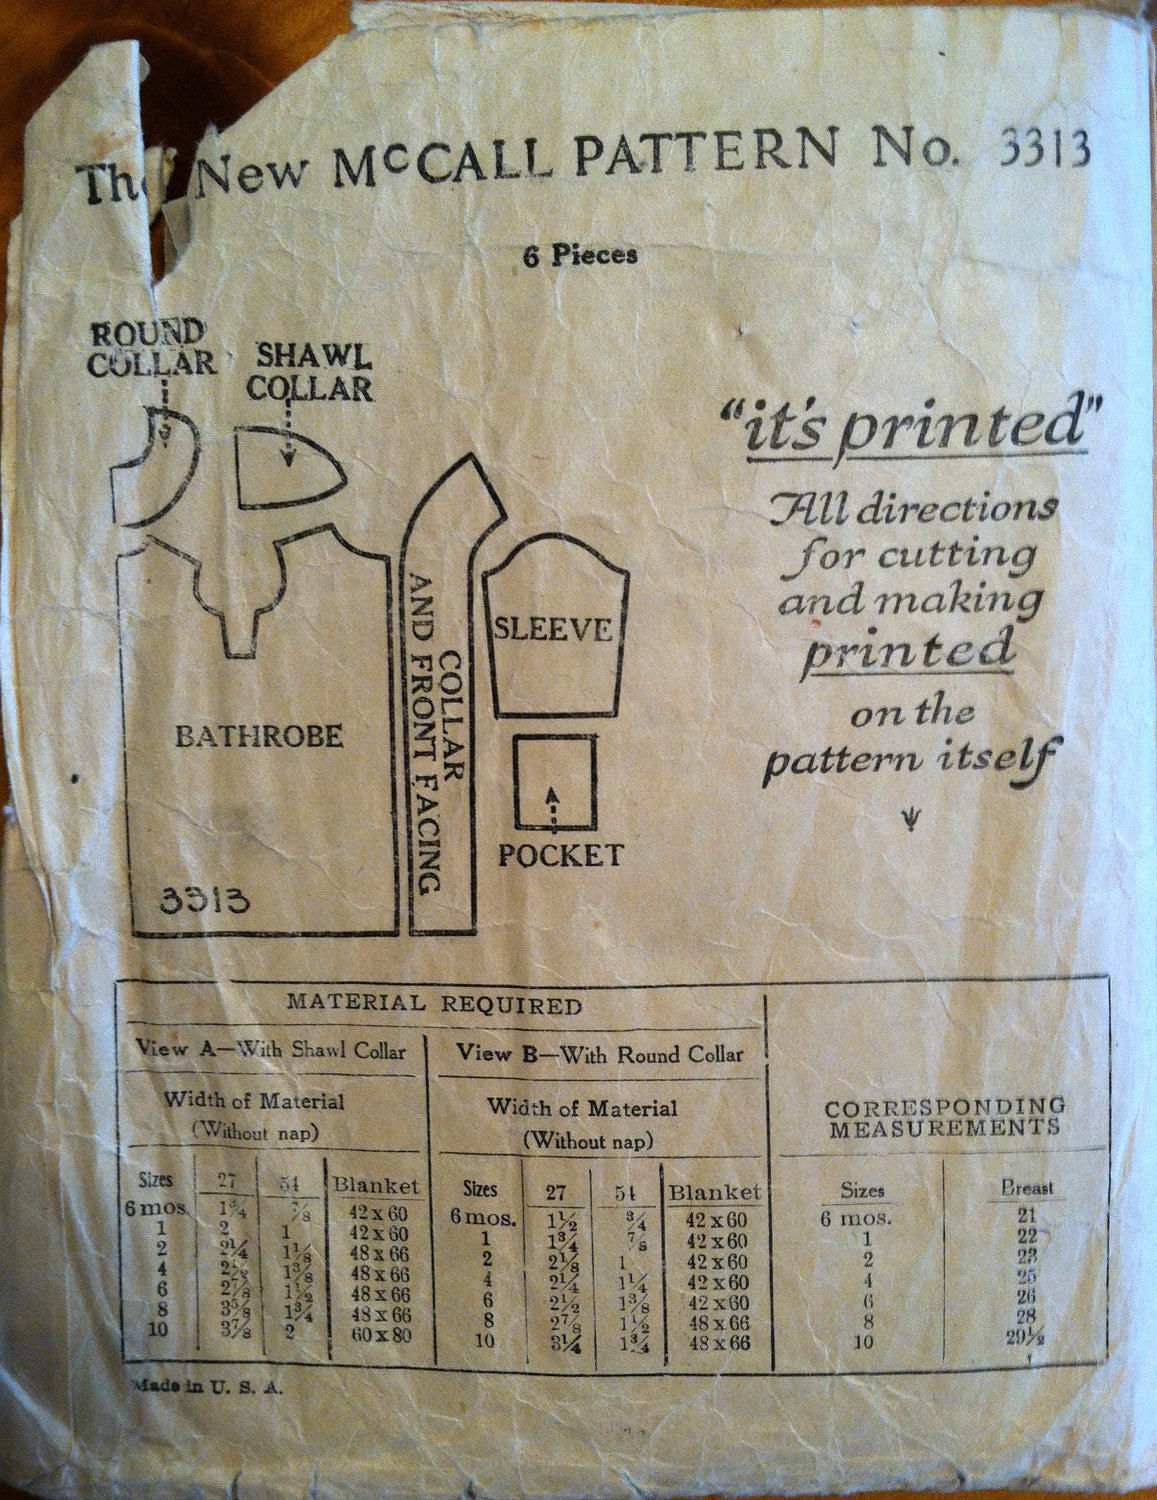 The New McCALL PATTERN No. 3313
6 Pieces
ROUND
COLLAR
SHAWL
COLLAR
BATHROBE
3313
COLLAR
AND FRONT FACING
SLEEVE
POCKET
"it's printed"
All directions
for cutting
and making
printed
on the
pattern itself
MATERIAL REQUIRED
View A—With Shawl Collar
Width of Material
(Without nap)
Sizes 27 54 Blanket
6 mos. 1¾ ⅞ 42 x 60
1 2 1 42 x 60
2 2¼ 1⅛ 48 x 66
4 1⅜ 48 x 66
6 2⅞ 1½ 48 x 66
8 3⅝ 1¾ 48 x 66
10 3⅞ 2 60 x 80
View B—With Round Collar
Width of Material
(Without nap)
Sizes 27 54 Blanket
6 mos. 1½ ¾ 42 x 60
1 1¾ ⅞ 42 x 60
2 2⅛ 1 42 x 60
4 2¼ 1¼ 42 x 60
6 2½ 1⅜ 42 x 60
8 2⅞ 1½ 48 x 66
10 3¼ 1¾ 48 x 66
CORRESPONDING
MEASUREMENTS
Sizes Breast
6 mos. 21
1 22
2 23
4 25
6 26
8 28
10 29½
Made in U. S. A.